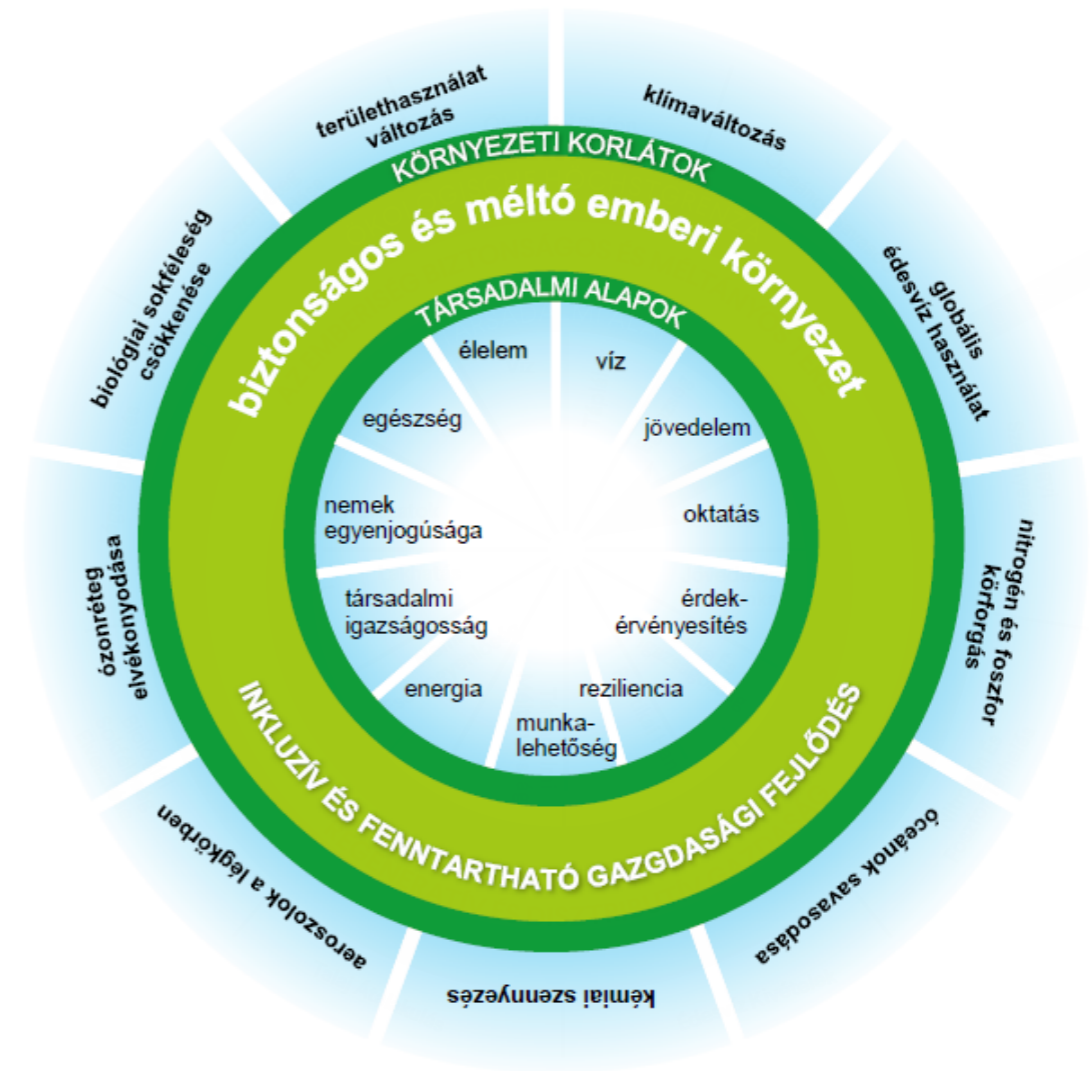 területhasználat
változás
klímaváltozás
globális
édesvíz használat
nitrogén és foszfor
körforgás
óceánok savasodása
kémiai szennyezés
aeroszolok a légkörben
ózonréteg
elvékonyodása
biológiai sokféleség
csökkenése
KÖRNYEZETI KORLÁTOK
biztonságos és méltó emberi környezet
TÁRSADALMI ALAPOK
élelem
víz
jövedelem
oktatás
érdek-
érvényesítés
reziliencia
munka-
lehetőség
energia
társadalmi
igazságosság
nemek
egyenjogúsága
egészség
INKLUZÍV ÉS FENNTARTHATÓ GAZGDASÁGI FEJLŐDÉS